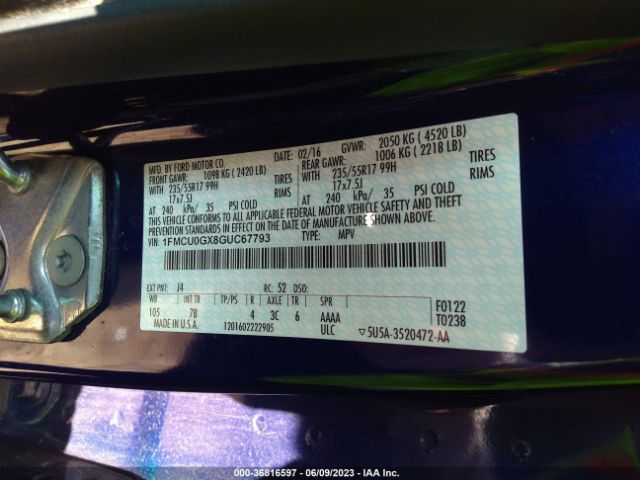 MFD. BY FORD MOTOR CO.
DATE: 02/16 GVWR: 2050 KG ( 4520 LB)
FRONT GAWR: 1098 KG ( 2420 LB) REAR GAWR: 1006 KG ( 2218 LB)
WITH 235/55R17 99H TIRES WITH 235/55R17 99H TIRES
17x7.5J RIMS 17x7.5J RIMS
AT 240 kPa/ 35 PSI COLD AT 240 kPa/ 35 PSI COLD
THIS VEHICLE CONFORMS TO ALL APPLICABLE FEDERAL MOTOR VEHICLE SAFETY AND THEFT
PREVENTION STANDARDS IN EFFECT ON THE DATE OF MANUFACTURE SHOWN ABOVE.
VIN: 1FMCU0GX8GUC67793 TYPE: MPV
EXT PNT: J4 RC: 52 DSO:
WB INT TR TP/PS R AXLE TR SPR
105 7B 4 3C 6 AAAA
F0122
T0238
MADE IN U.S.A. 1201602222905 ULC 5U5A-3520472-AA
000-36816597 - 06/09/2023 - IAA Inc.